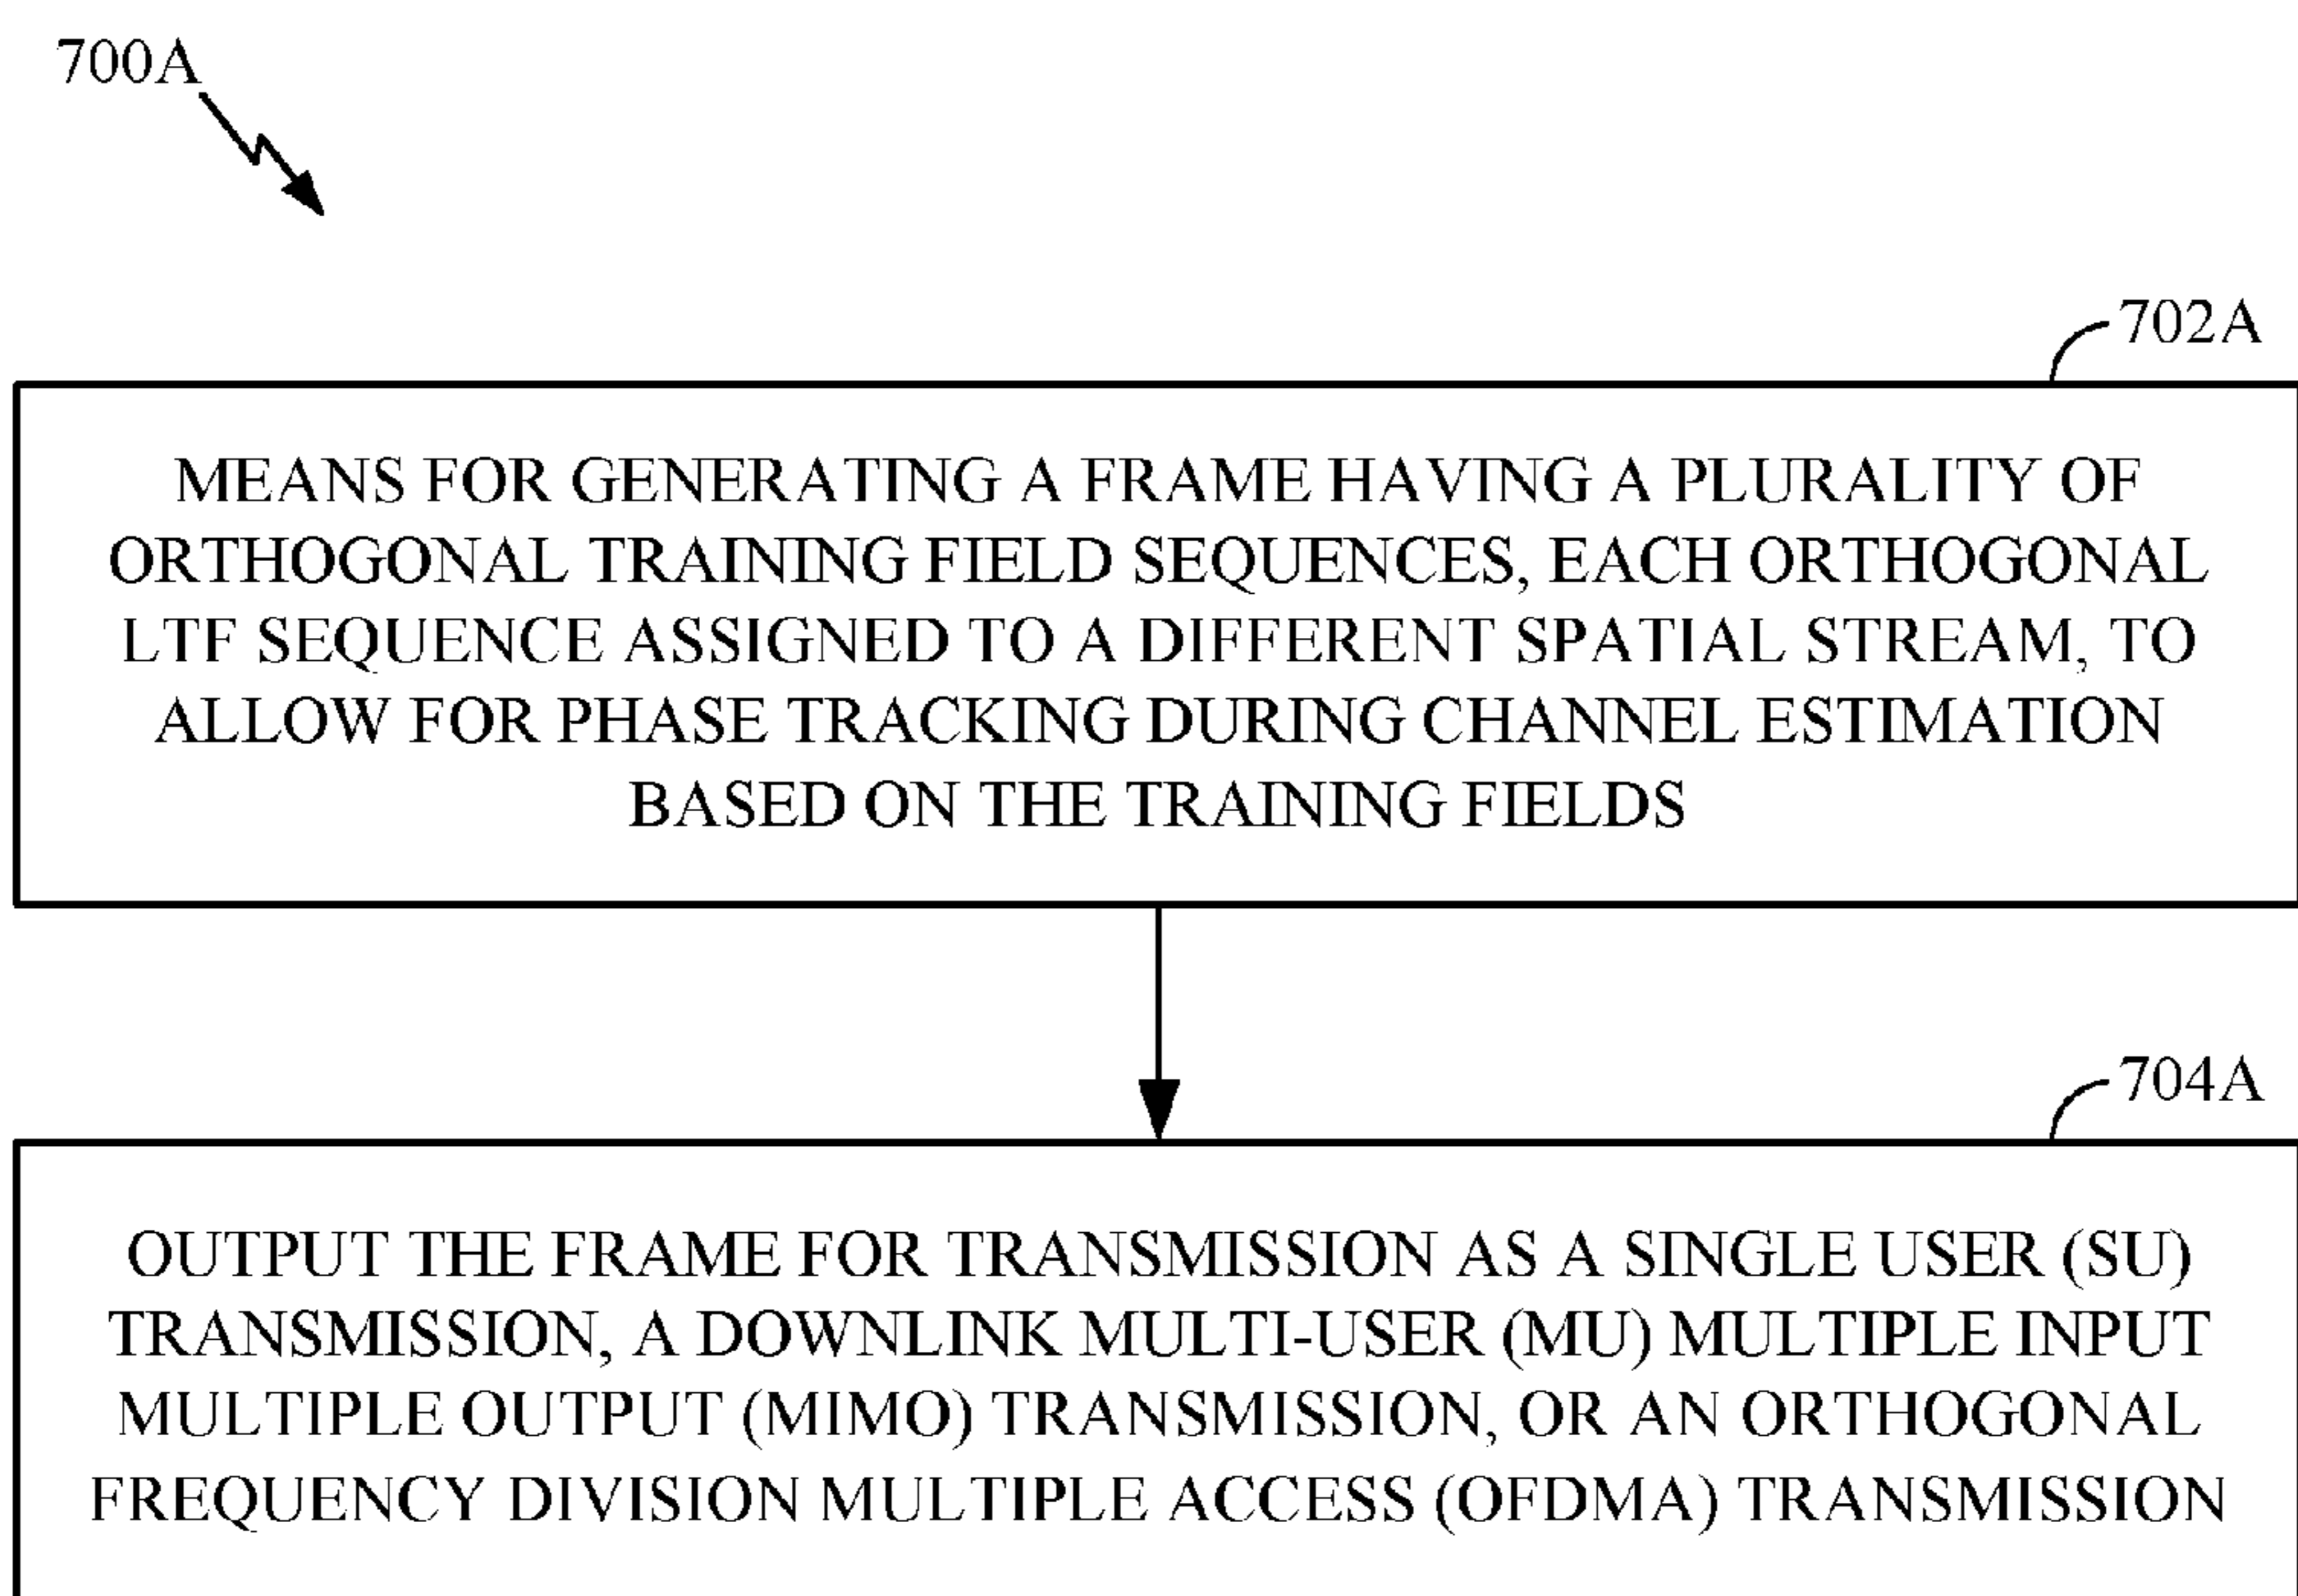 700A
702A
MEANS FOR GENERATING A FRAME HAVING A PLURALITY OF
ORTHOGONAL TRAINING FIELD SEQUENCES, EACH ORTHOGONAL
LTF SEQUENCE ASSIGNED TO A DIFFERENT SPATIAL STREAM, TO
ALLOW FOR PHASE TRACKING DURING CHANNEL ESTIMATION
BASED ON THE TRAINING FIELDS
704A
OUTPUT THE FRAME FOR TRANSMISSION AS A SINGLE USER (SU)
TRANSMISSION, A DOWNLINK MULTI-USER (MU) MULTIPLE INPUT
MULTIPLE OUTPUT (MIMO) TRANSMISSION, OR AN ORTHOGONAL
FREQUENCY DIVISION MULTIPLE ACCESS (OFDMA) TRANSMISSION